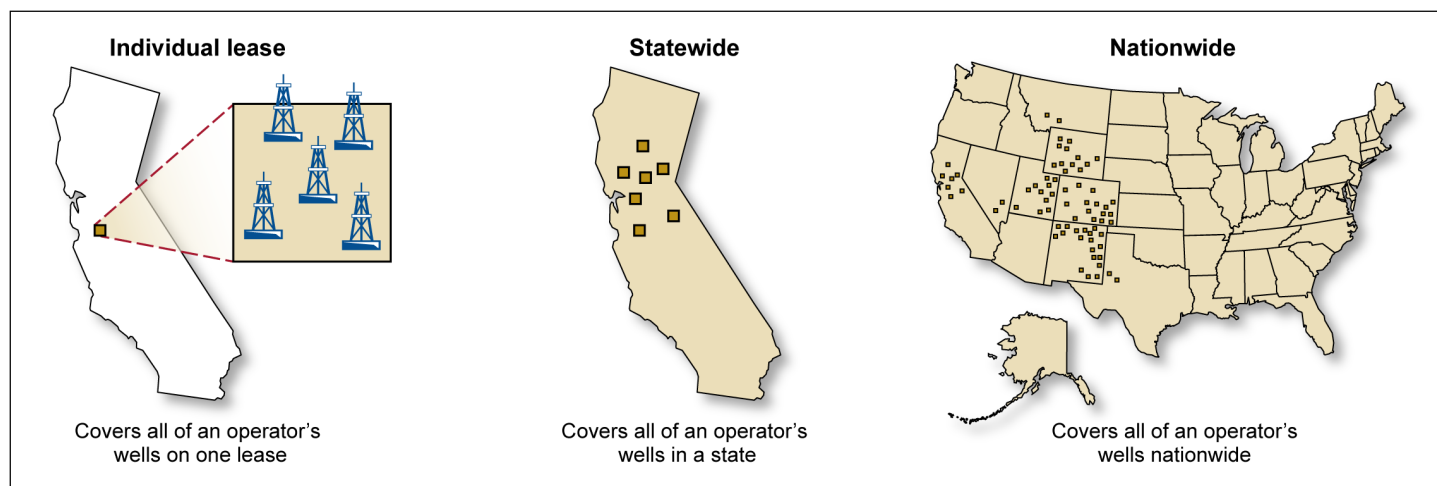 Individual lease
Covers all of an operator’s
wells on one lease
Statewide
Covers all of an operator’s
wells in a state
Nationwide
Covers all of an operator’s
wells nationwide